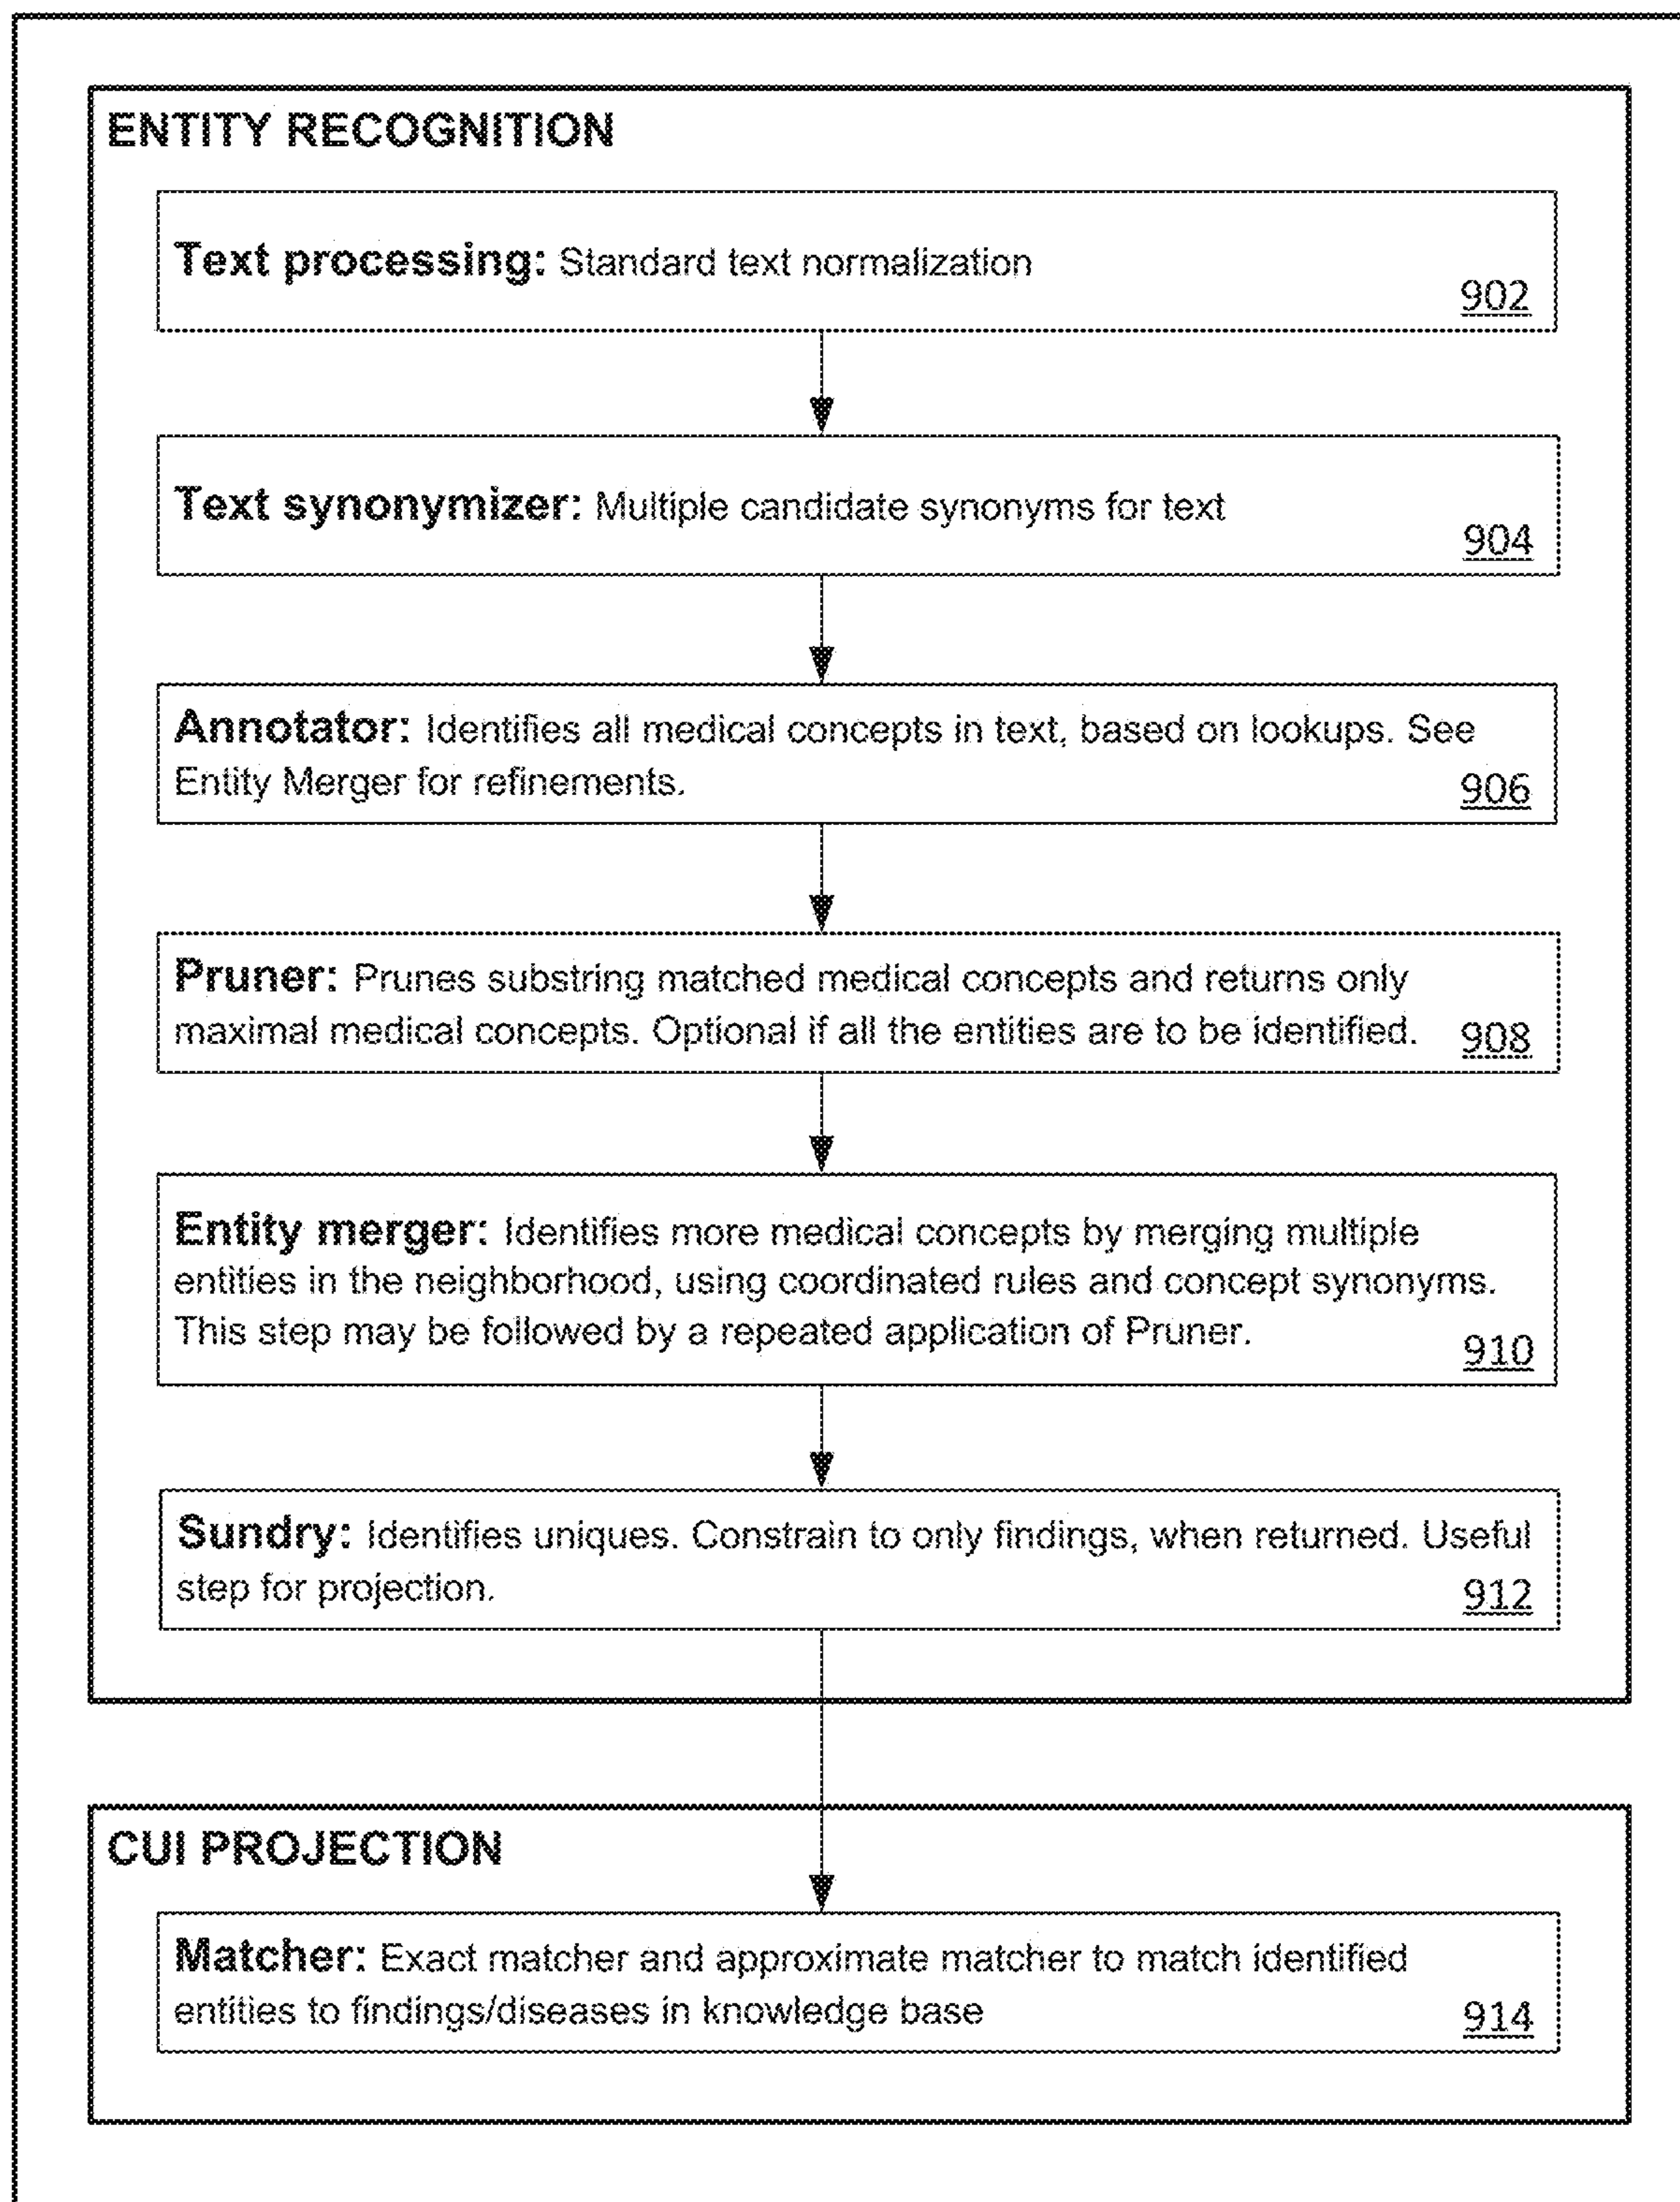 ENTITY RECOGNITION
Text processing: Standard text normalization
902
Text synonymizer: Multiple candidate synonyms for text
904
Annotator: Identifies all medical concepts in text, based on lookups. See
Entity Merger for refinements.
906
Pruner: Prunes substring matched medical concepts and returns only
maximal medical concepts. Optional if all the entities are to be identified.
908
Entity merger: Identifies more medical concepts by merging multiple
entities in the neighborhood, using coordinated rules and concept synonyms.
This step may be followed by a repeated application of Pruner.
910
Sundry: Identifies uniques. Constrain to only findings, when returned. Useful
step for projection.
912
CUI PROJECTION
Matcher: Exact matcher and approximate matcher to match identified
entities to findings/diseases in knowledge base
914